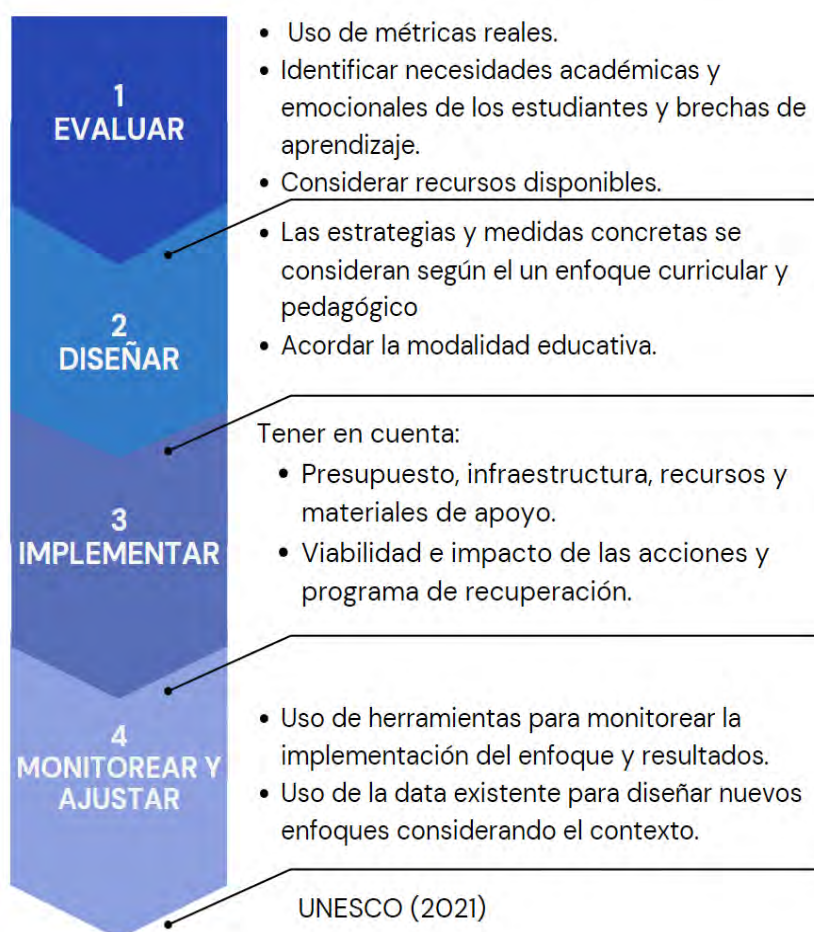 1
EVALUAR
• Uso de métricas reales.
• Identificar necesidades académicas y
emocionales de los estudiantes y brechas de
aprendizaje.
• Considerar recursos disponibles.
2
DISEÑAR
• Las estrategias y medidas concretas se
consideran según el un enfoque curricular y
pedagógico
• Acordar la modalidad educativa.
3
IMPLEMENTAR
Tener en cuenta:
• Presupuesto, infraestructura, recursos y
materiales de apoyo.
• Viabilidad e impacto de las acciones y
programa de recuperación.
4
MONITOREAR Y
AJUSTAR
• Uso de herramientas para monitorear la
implementación del enfoque y resultados.
• Uso de la data existente para diseñar nuevos
enfoques considerando el contexto.
UNESCO (2021)